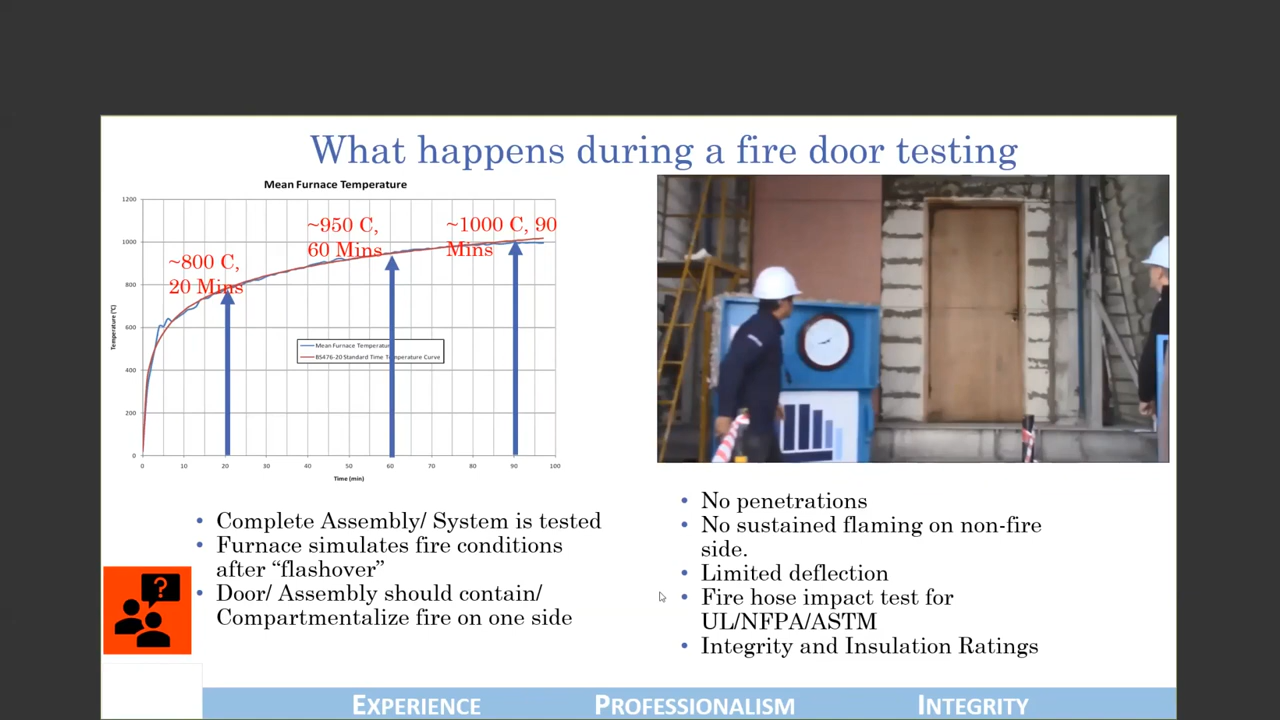 What happens during a fire door testing
Mean Furnace Temperature
1200
1000
800
600
400
200
0
0 10 20 30 40 50 60 70 80 90 100
Temperature (°C)
Time (min)
~800 C,
20 Mins
~950 C,
60 Mins
~1000 C, 90
Mins
Mean Furnace Temperature
BS476-20 Standard Time Temperature Curve
• Complete Assembly/ System is tested
• Furnace simulates fire conditions
after “flashover”
• Door/ Assembly should contain/
Compartmentalize fire on one side
• No penetrations
• No sustained flaming on non-fire
side.
• Limited deflection
• Fire hose impact test for
UL/NFPA/ASTM
• Integrity and Insulation Ratings
?
EXPERIENCE PROFESSIONALISM INTEGRITY